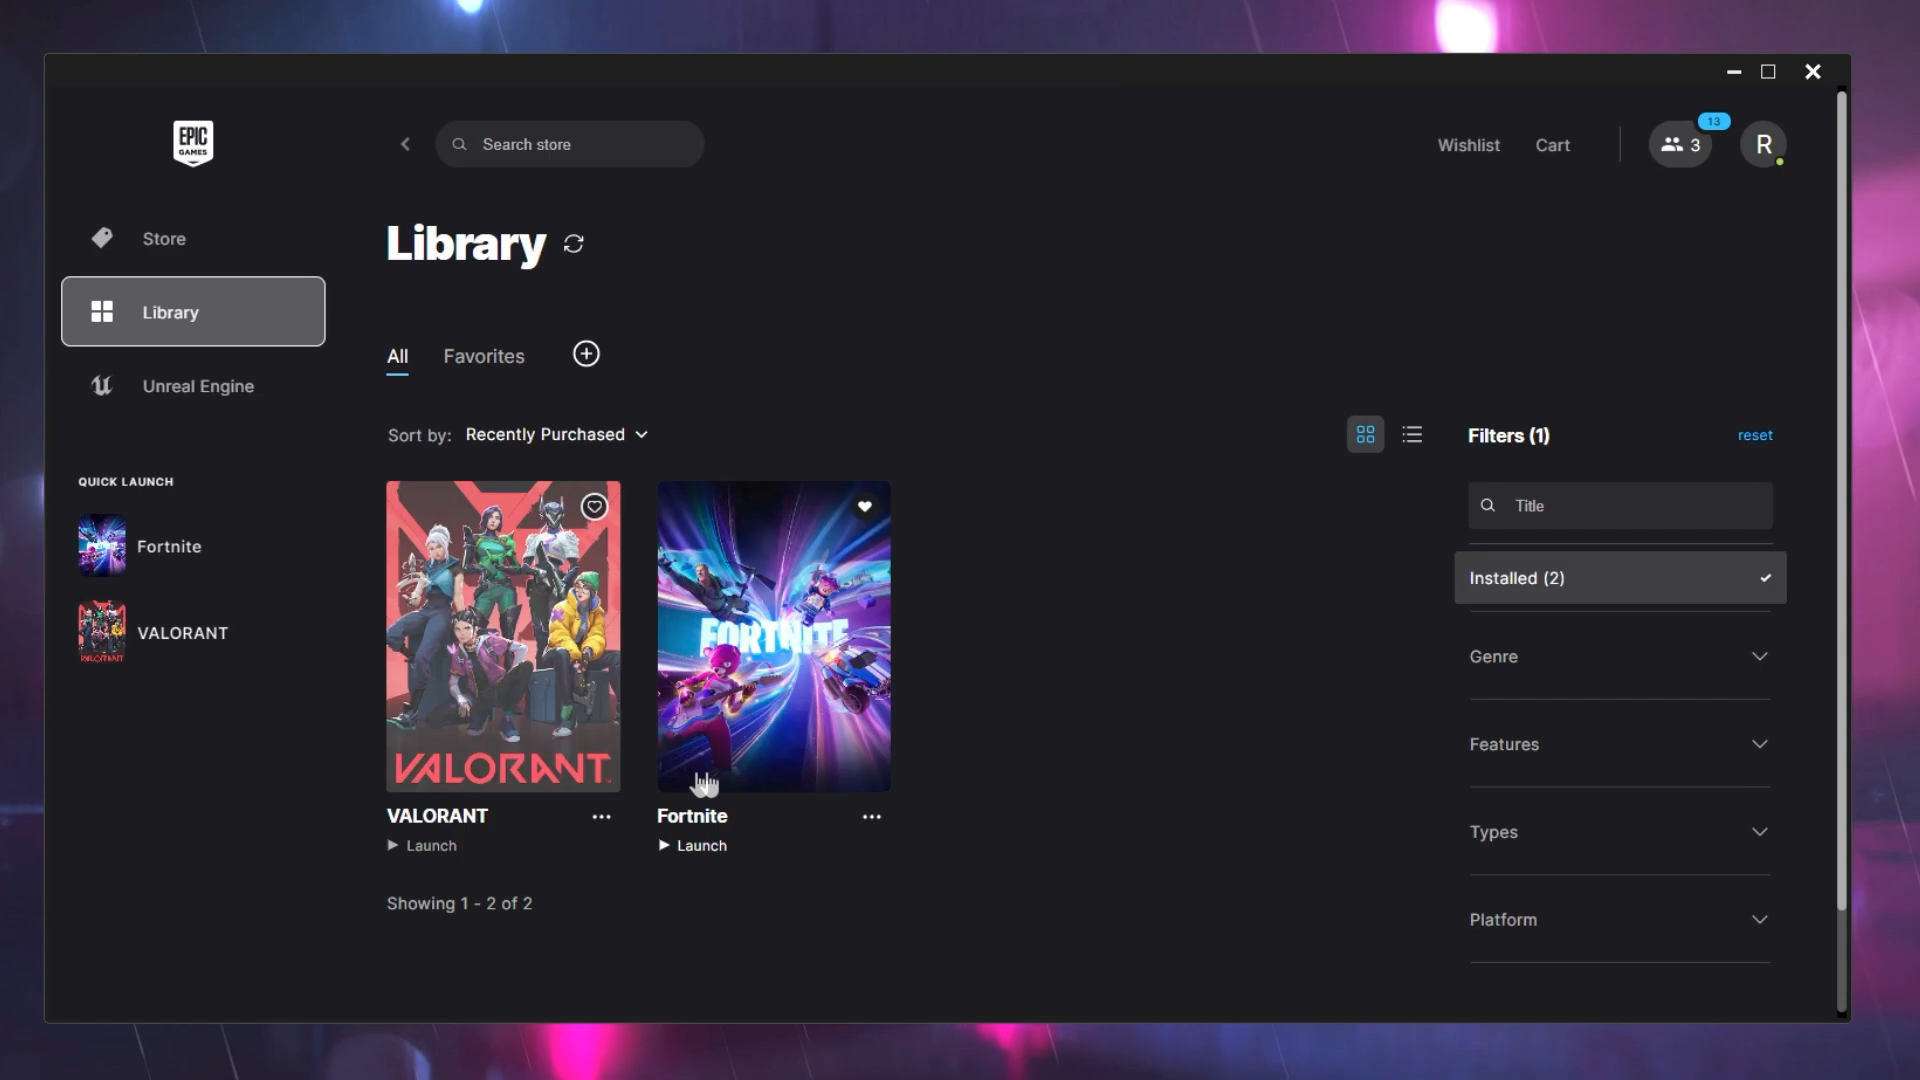 EPIC
GAMES
Search store
Wishlist
Cart
3
13
R
Store
Library
Unreal Engine
QUICK LAUNCH
Fortnite
VALORANT
Library
All
Favorites
Sort by: Recently Purchased
VALORANT
VALORANT
Launch
FORTNITE
Fortnite
Launch
Showing 1 - 2 of 2
Filters (1)
reset
Title
Installed (2)
Genre
Features
Types
Platform